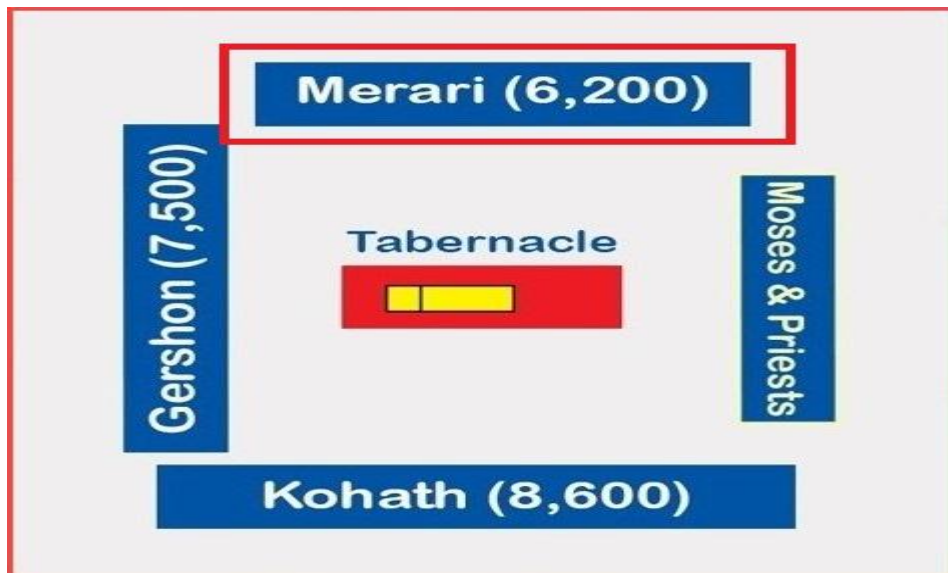 Merari (6,200)
Gershon (7,500)
Tabernacle
Moses & Priests
Kohath (8,600)